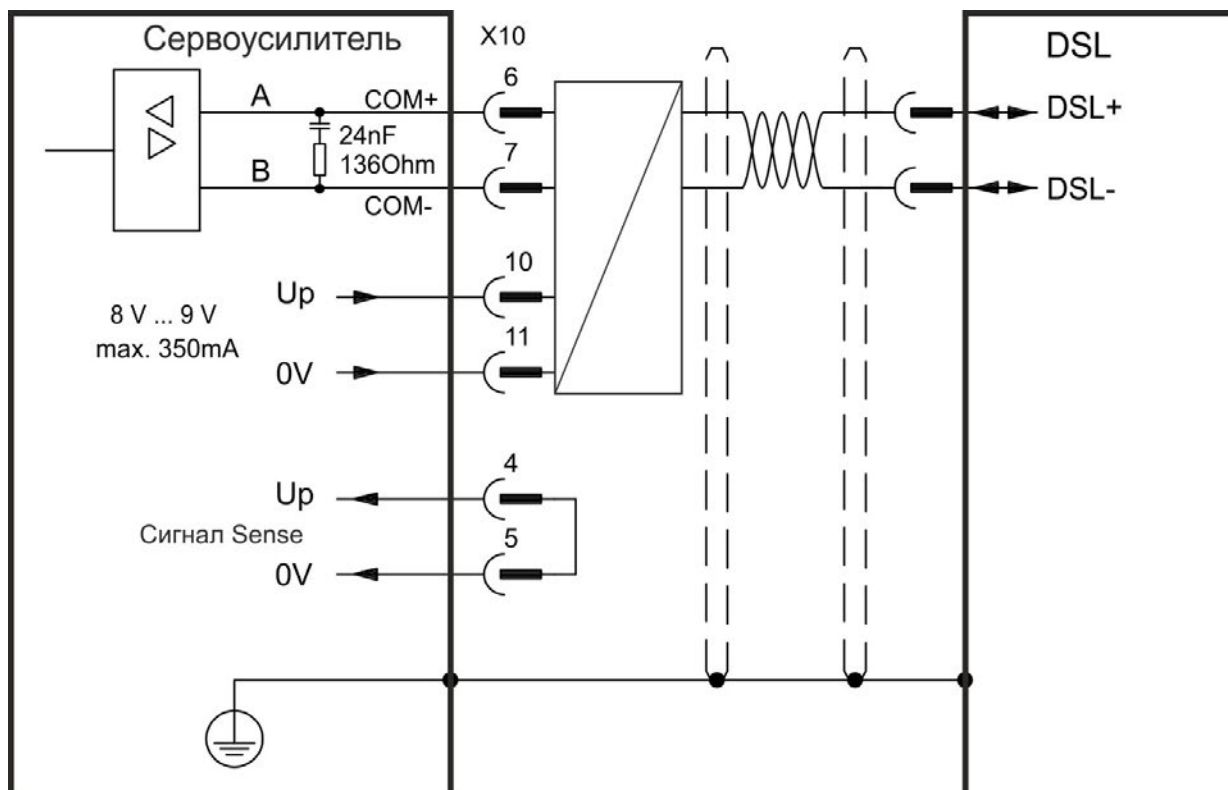 Сервоусилитель
X10
DSL
6
A
COM+
DSL+
24nF
136Ohm
7
B
COM-
DSL-
10
Up
8 V ... 9 V
max. 350mA
11
0V
4
Up
Сигнал Sense
5
0V